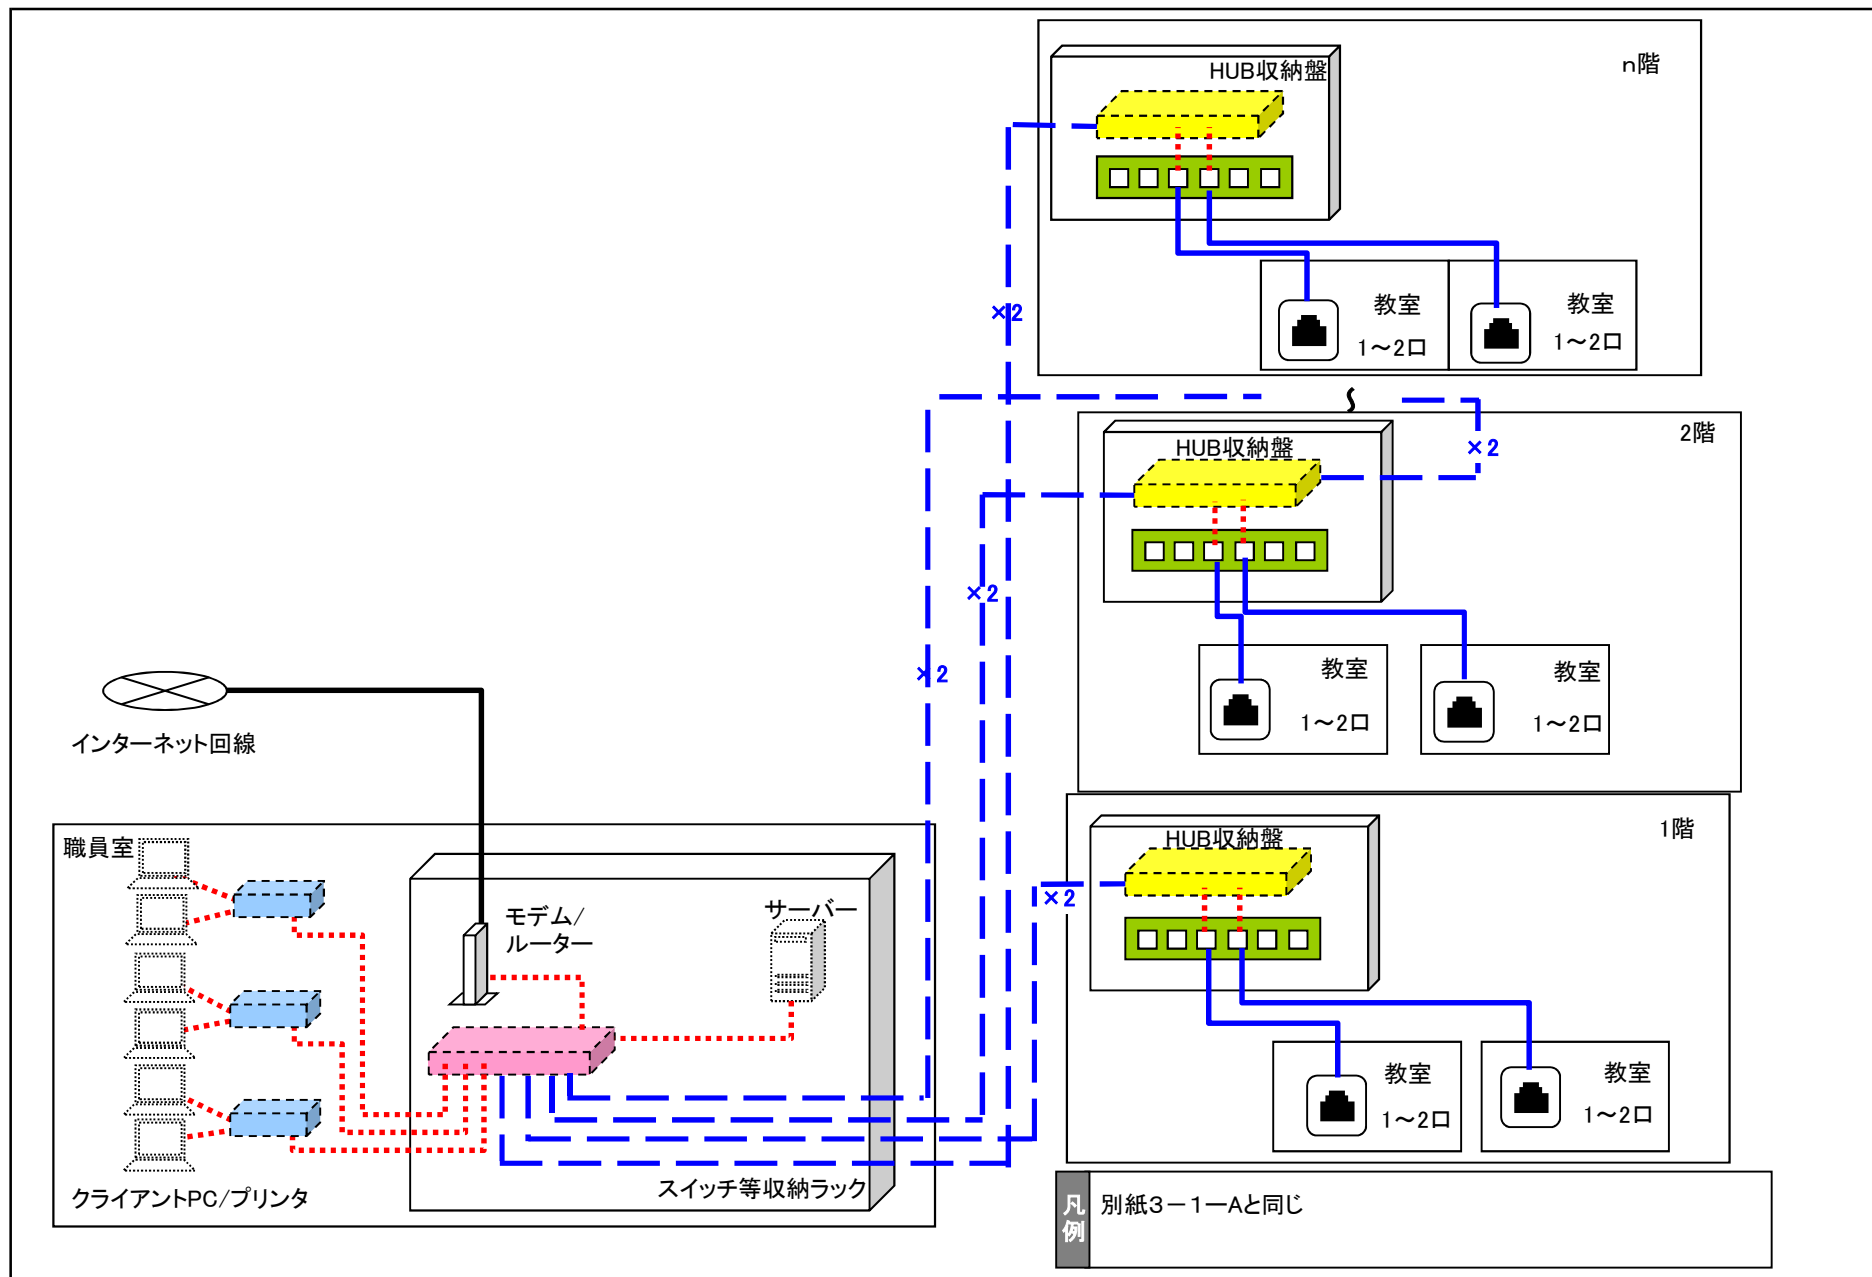 HUB収納盤
n階
×2
教室
1～2口
教室
1～2口
2階
HUB収納盤
×2
×2
×2
教室
1～2口
教室
1～2口
インターネット回線
1階
HUB収納盤
×2
教室
1～2口
教室
1～2口
職員室
モデム/
ルーター
サーバー
スイッチ等収納ラック
クライアントPC/プリンタ
凡例
別紙3－1－Aと同じ